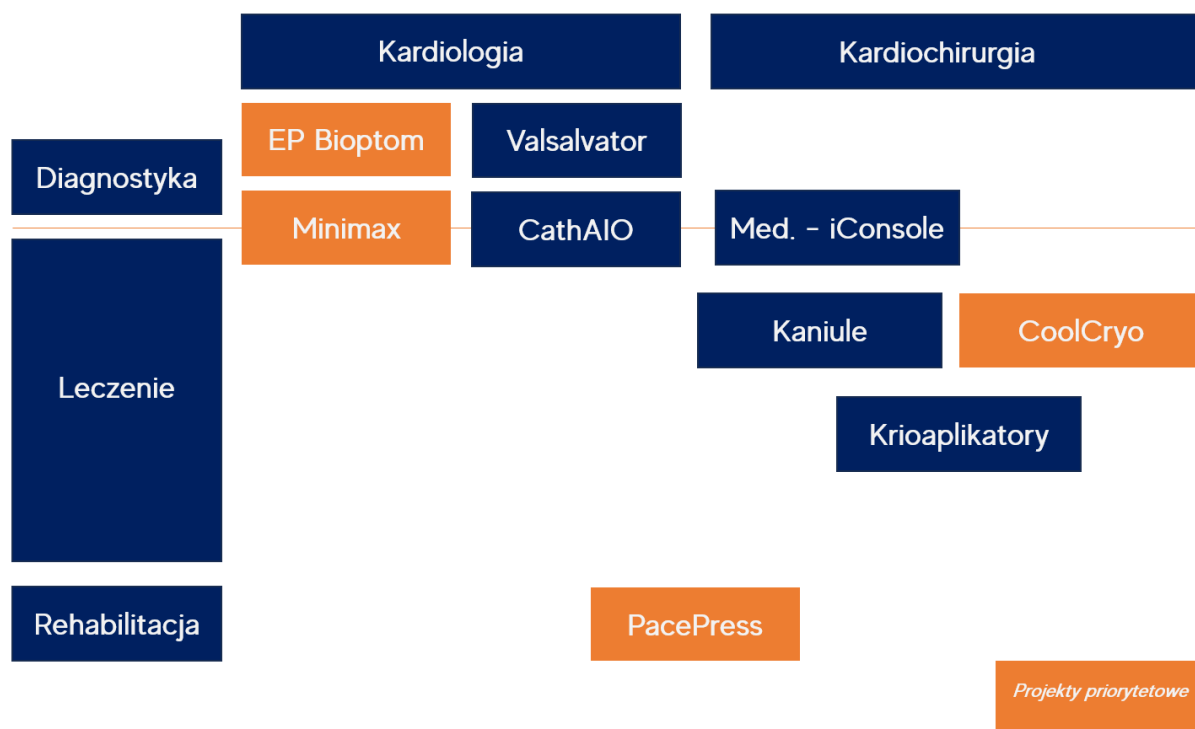 Kardiologia
Kardiochirurgia
EP Bioptom
Valsalvator
Diagnostyka
Minimax
CathAIO
Med. - iConsole
Kaniule
CoolCryo
Leczenie
Krioaplikatory
Rehabilitacja
PacePress
Projekty priorytetowe